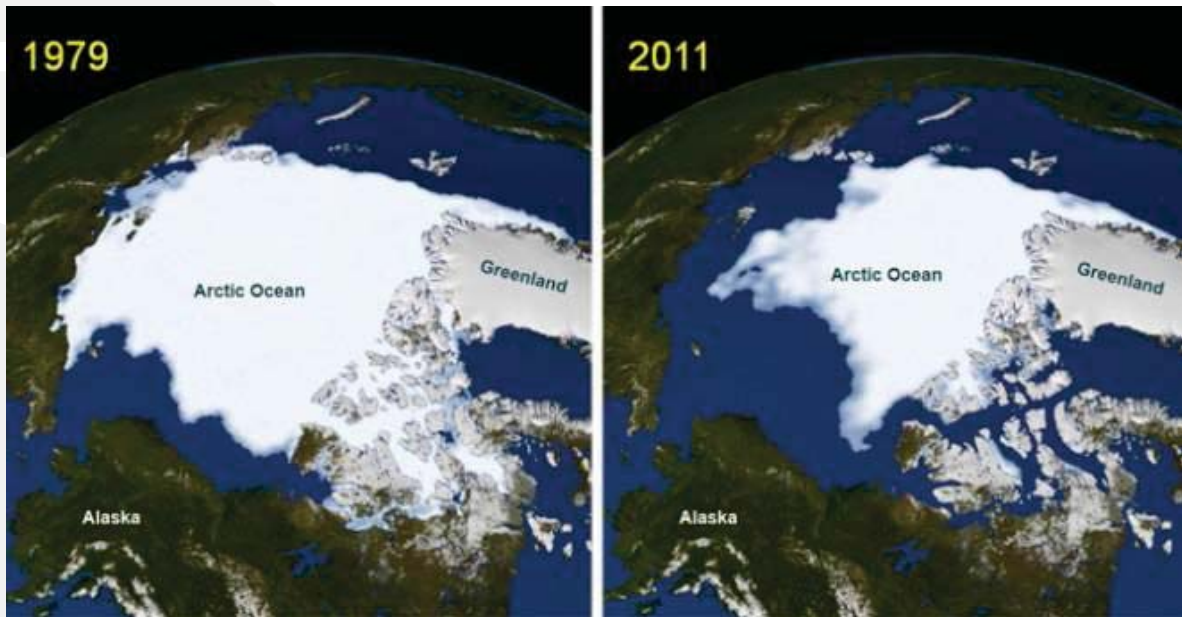 1979
Arctic Ocean
Greenland
Alaska
2011
Arctic Ocean
Greenland
Alaska